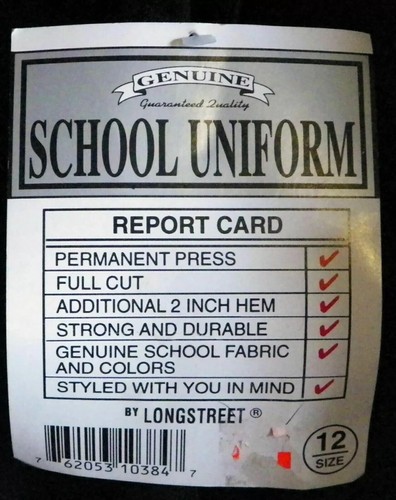 GENUINE
Guaranteed Quality
SCHOOL UNIFORM
REPORT CARD
PERMANENT PRESS ✓
FULL CUT ✓
ADDITIONAL 2 INCH HEM ✓
STRONG AND DURABLE ✓
GENUINE SCHOOL FABRIC ✓
AND COLORS
STYLED WITH YOU IN MIND ✓
BY LONGSTREET ®
12
SIZE
7 62053 10384 7